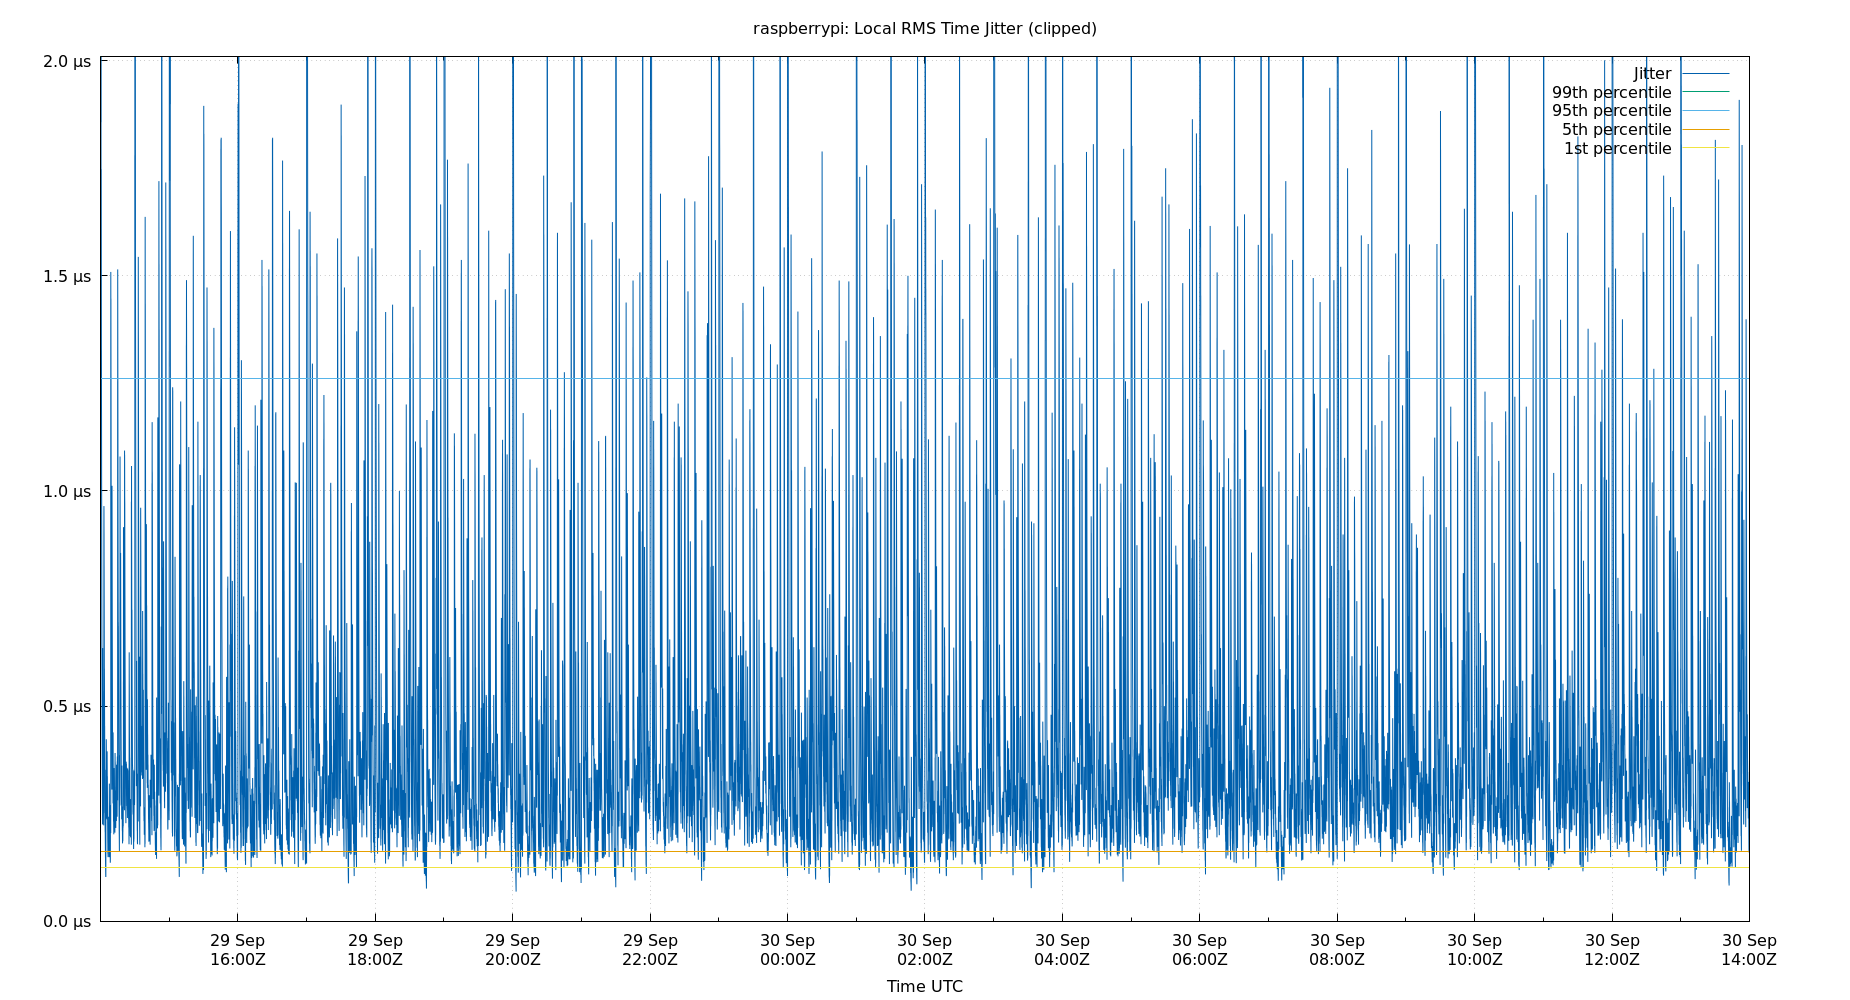 raspberrypi: Local RMS Time Jitter (clipped)
2.0 µs
1.5 µs
1.0 µs
0.5 µs
0.0 µs
Jitter
99th percentile
95th percentile
5th percentile
1st percentile
29 Sep 29 Sep 29 Sep 29 Sep 30 Sep 30 Sep 30 Sep 30 Sep 30 Sep 30 Sep 30 Sep 30 Sep
16:00Z 18:00Z 20:00Z 22:00Z 00:00Z 02:00Z 04:00Z 06:00Z 08:00Z 10:00Z 12:00Z 14:00Z
Time UTC